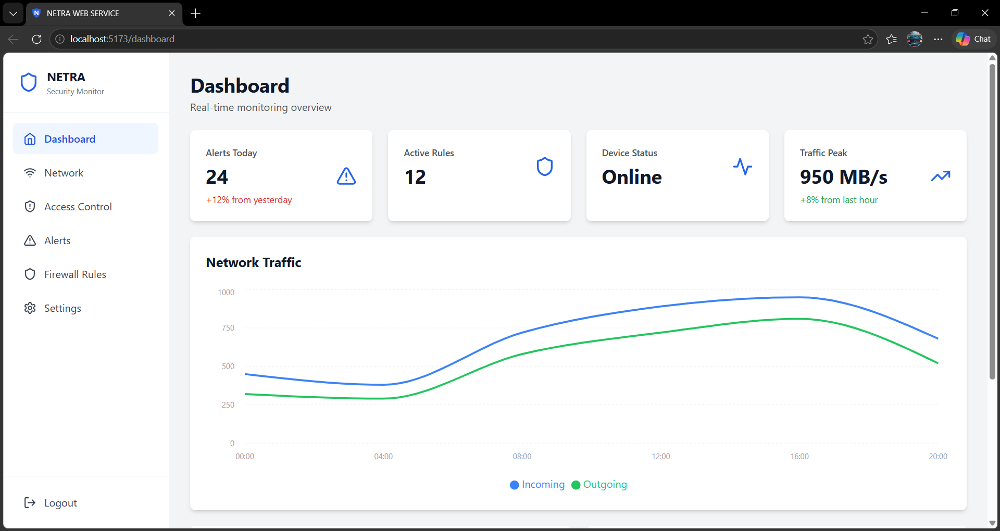 NETRA WEB SERVICE
localhost:5173/dashboard
Chat
NETRA
Security Monitor
Dashboard
Network
Access Control
Alerts
Firewall Rules
Settings
Logout
Dashboard
Real-time monitoring overview
Alerts Today
24
+12% from yesterday
Active Rules
12
Device Status
Online
Traffic Peak
950 MB/s
+8% from last hour
Network Traffic
1000
750
500
250
0
00:00 04:00 08:00 12:00 16:00 20:00
Incoming Outgoing